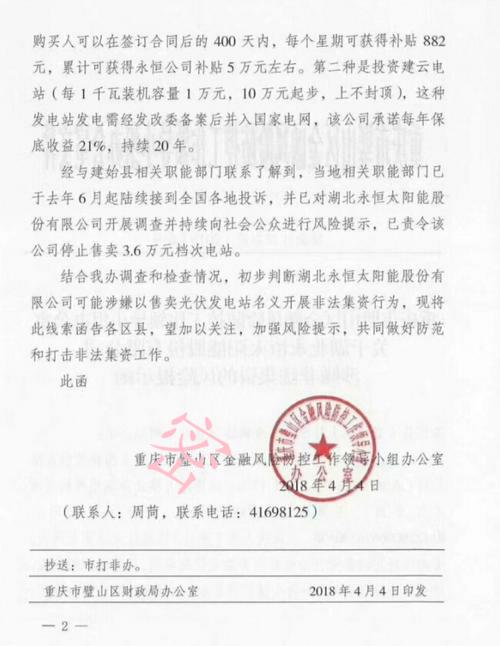 购买人可以在签订合同后的 400 天内，每个星期可获得补贴 882
元，累计可获得永恒公司补贴 5 万元左右。第二种是投资建云电
站（每 1 千瓦装机容量 1 万元，10 万元起步，上不封顶），这种
发电站发电需经发改委备案后并入国家电网，该公司承诺每年保
底收益 21%，持续 20 年。
经与建始县相关职能部门联系了解到，当地相关职能部门已
于去年 6 月起陆续接到全国各地投诉，并已对湖北永恒太阳能股
份有限公司开展调查并持续向社会公众进行风险提示，已责令该
公司停止售卖 3.6 万元档次电站。
结合我办调查和检查情况，初步判断湖北永恒太阳能股份有
限公司可能涉嫌以售卖光伏发电站名义开展非法集资行为，现将
此线索函告各区县，望加以关注，加强风险提示，共同做好防范
和打击非法集资工作。
此函
重庆市璧山区金融风险防控工作领导小组办公室
2018 年 4 月 4 日
（联系人：周茼，联系电话：41698125）
抄送：市打非办。
重庆市璧山区财政局办公室 2018 年 4 月 4 日印发
— 2 —